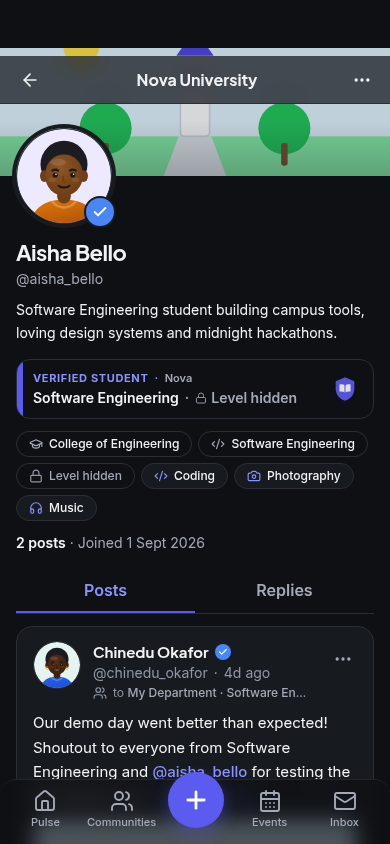 Nova University
Aisha Bello
@aisha_bello
Software Engineering student building campus tools,
loving design systems and midnight hackathons.
VERIFIED STUDENT · Nova
Software Engineering · Level hidden
College of Engineering
Software Engineering
Level hidden
Coding
Photography
Music
2 posts · Joined 1 Sept 2026
Posts
Replies
Chinedu Okafor
@chinedu_okafor · 4d ago
to My Department · Software En...
Our demo day went better than expected!
Shoutout to everyone from Software
Engineering and @aisha_bello for testing the
Pulse
Communities
Events
Inbox